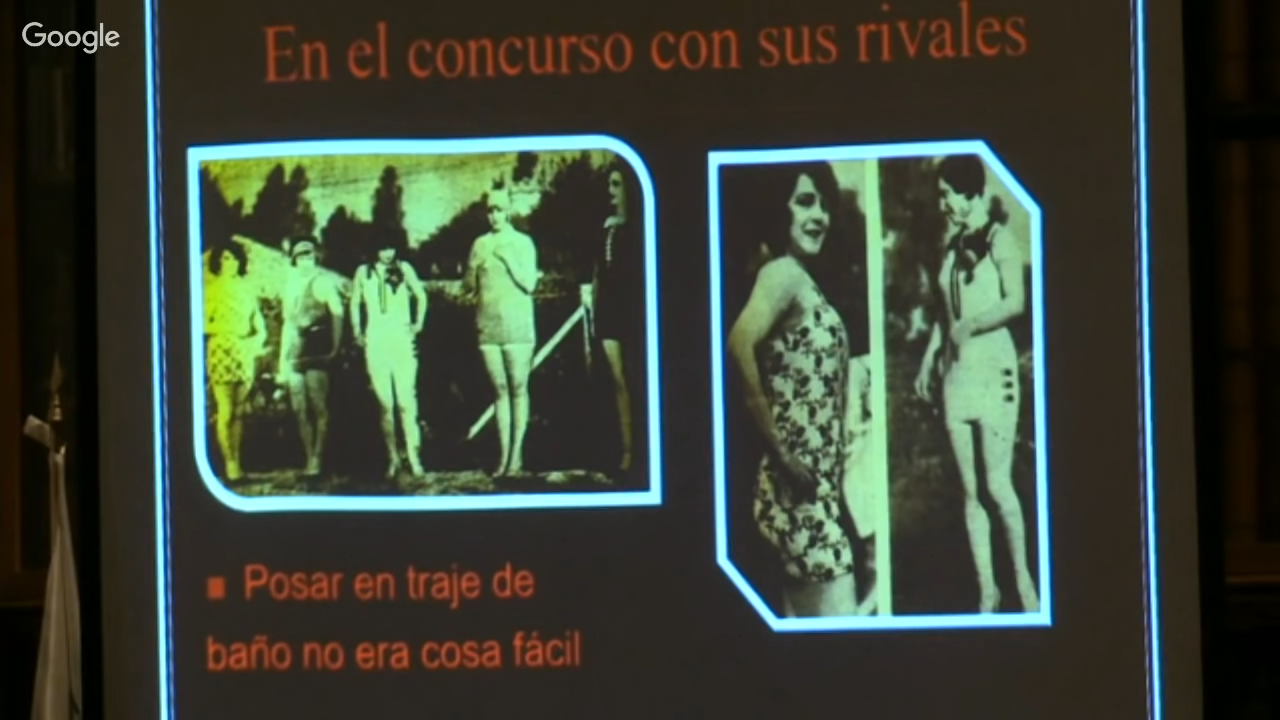 Google
En el concurso con sus rivales
Posar en traje de
baño no era cosa fácil